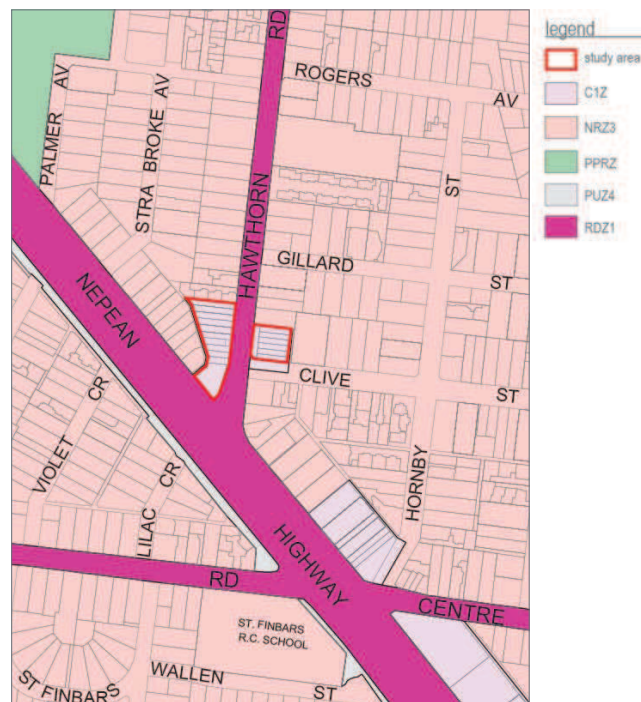 RD
legend
study area
C1Z
NRZ3
PPRZ
PUZ4
RDZ1
ROGERS
AV
PALMER AV
STRA BROKE AV
HAWTHORN
ST
GILLARD
ST
NEPEAN
CLIVE
ST
VIOLET CR
LILAC CR
HORNBY
HIGHWAY
RD
CENTRE
ST. FINBARS
R.C. SCHOOL
WALLEN
ST
ST FINBARS